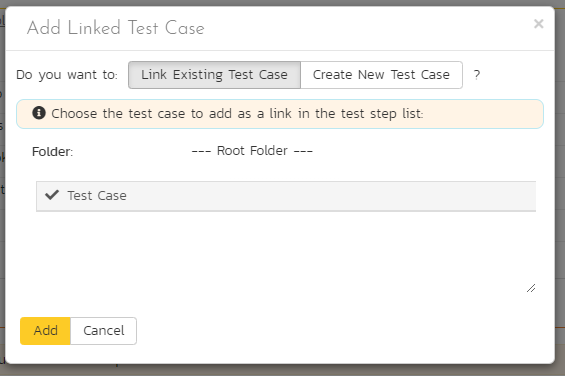 Add Linked Test Case ×
Do you want to: Link Existing Test Case Create New Test Case ?
Choose the test case to add as a link in the test step list:
Folder: --- Root Folder ---
Test Case
Add Cancel